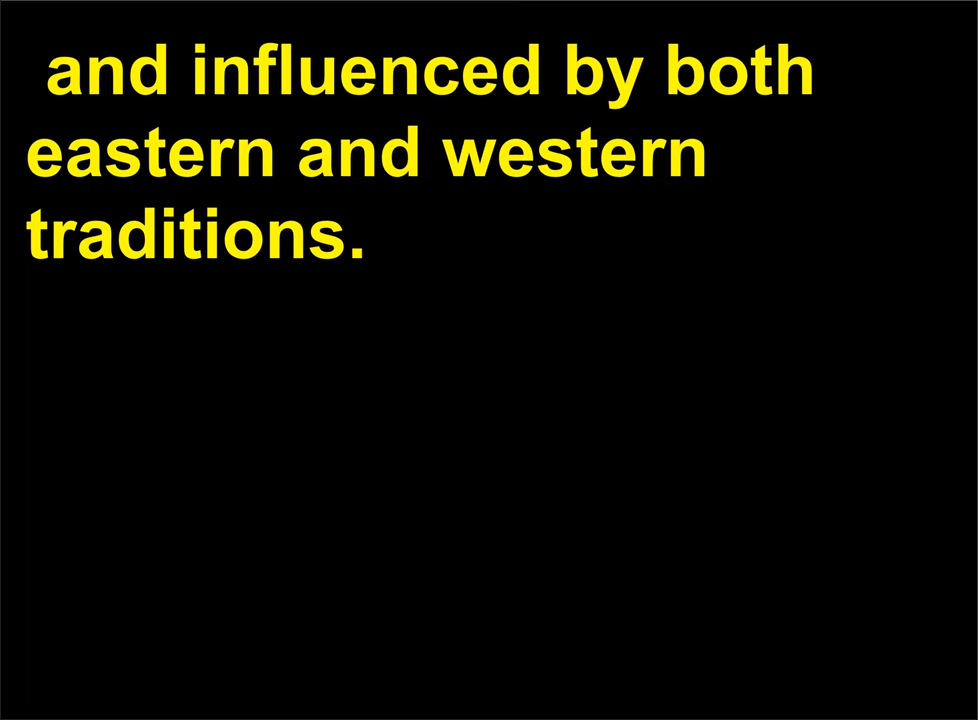 and influenced by both
eastern and western
traditions.